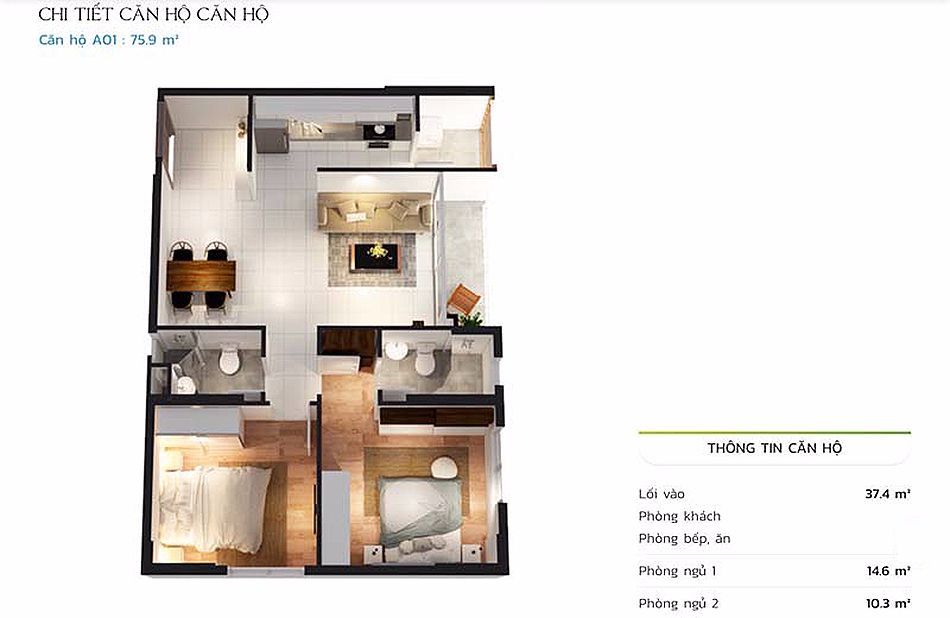 CHI TIẾT CĂN HỘ CĂN HỘ
Căn hộ A01 : 75.9 m²
THÔNG TIN CĂN HỘ
Lối vào 37.4 m²
Phòng khách
Phòng bếp, ăn
Phòng ngủ 1 14.6 m²
Phòng ngủ 2 10.3 m²